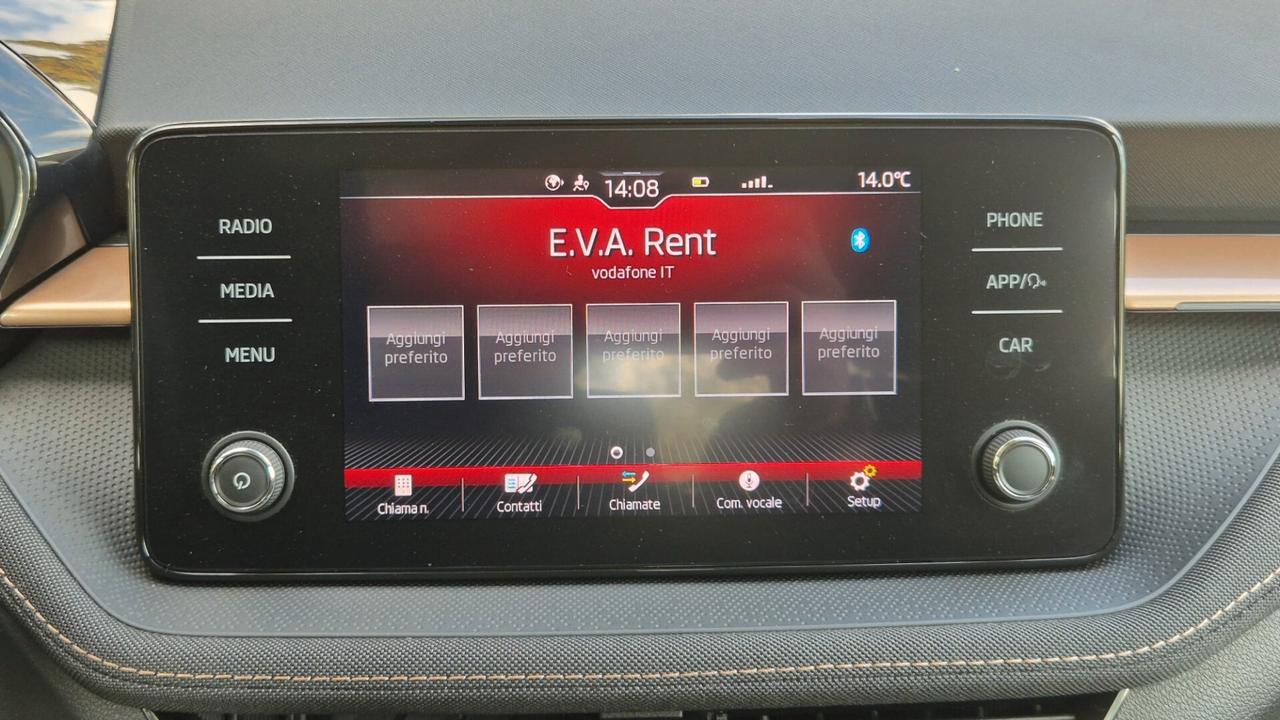 14:08
14.0°C
RADIO
MEDIA
MENU
E.V.A. Rent
vodafone IT
Aggiungi
preferito
Aggiungi
preferito
Aggiungi
preferito
Aggiungi
preferito
Aggiungi
preferito
Chiama n.
Contatti
Chiamate
Com. vocale
Setup
PHONE
APP/
CAR